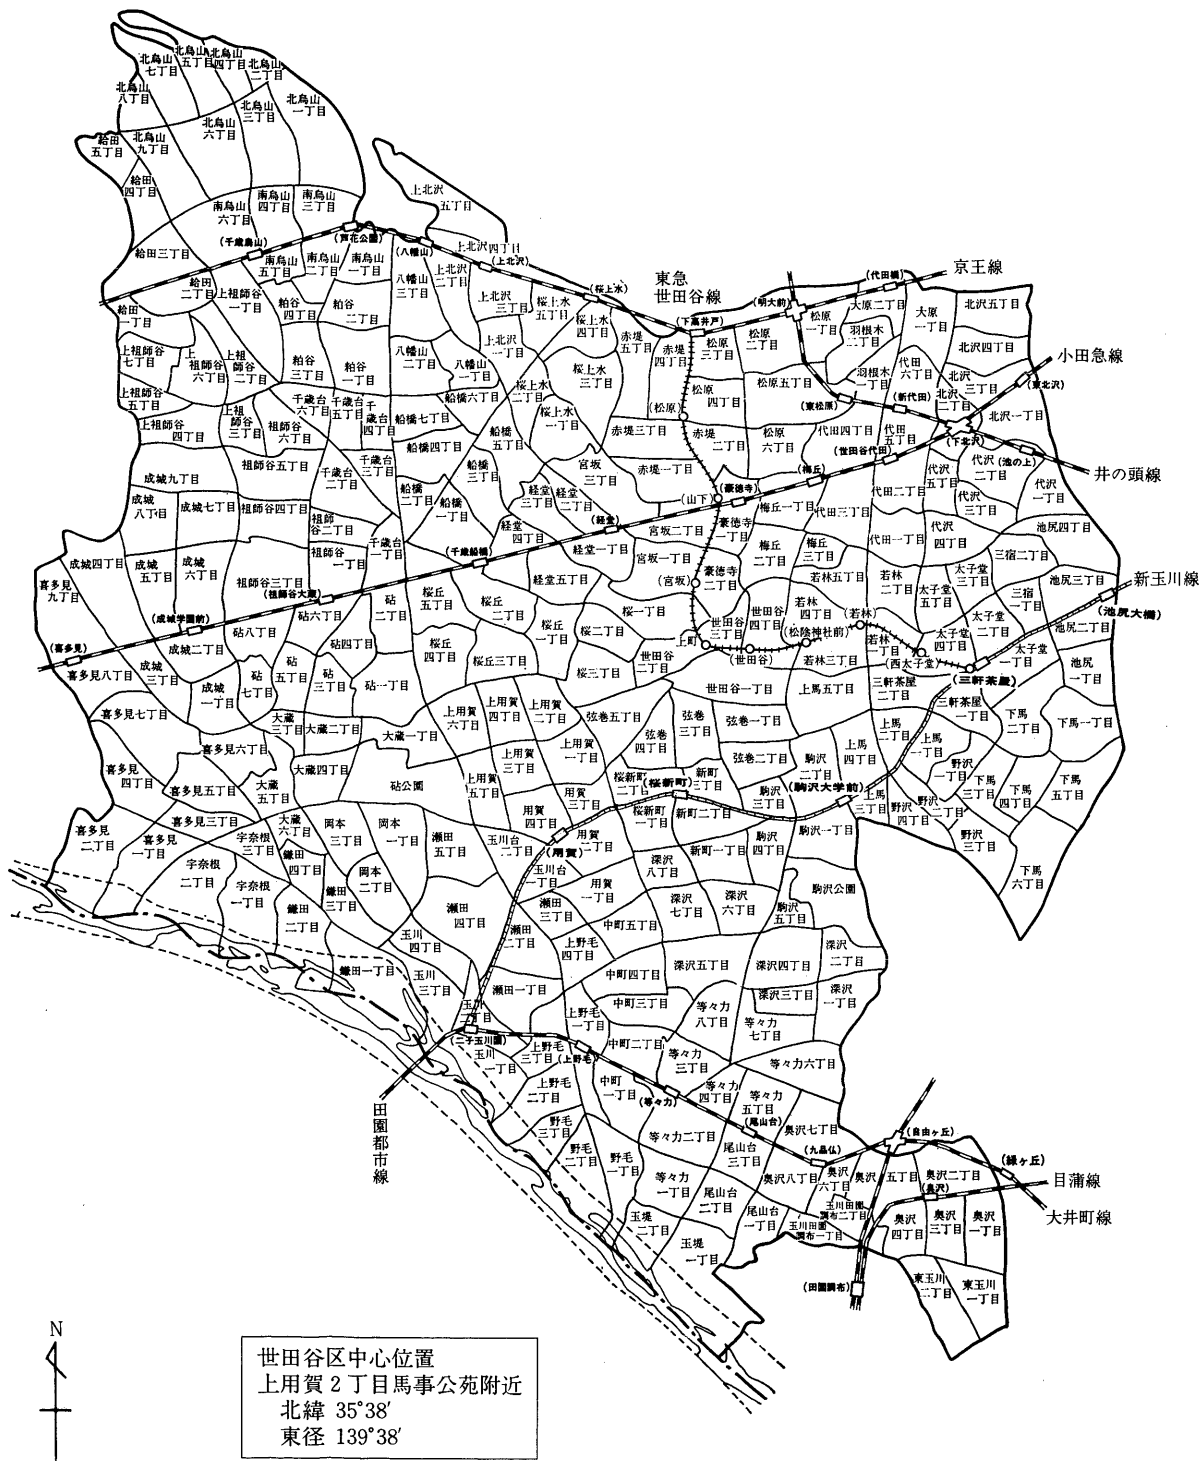 北烏山
七丁目
北烏山
五丁目
北烏山
四丁目
北烏山
二丁目
北烏山
八丁目
北烏山
三丁目
北烏山
一丁目
北烏山
六丁目
北烏山
九丁目
給田
五丁目
給田
四丁目
南烏山
六丁目
南烏山
四丁目
南烏山
三丁目
上北沢
五丁目
(千歳烏山)
(芦花公園)
(八幡山)
上北沢四丁目
(上北沢)
給田三丁目
南烏山
五丁目
南烏山
二丁目
南烏山
一丁目
八幡山
三丁目
上北沢
二丁目
上北沢
三丁目
(桜上水)
東急
世田谷線
(代田橋)
京王線
(明大前)
給田
二丁目
上祖師谷
一丁目
粕谷
四丁目
粕谷
二丁目
給田
一丁目
桜上水
五丁目
桜上水
四丁目
赤堤
五丁目
赤堤
四丁目
(下高井戸)
松原
三丁目
松原
二丁目
松原
一丁目
大原二丁目
大原
一丁目
北沢五丁目
羽根木
二丁目
北沢四丁目
小田急線
上祖師谷
七丁目
上
祖師谷
六丁目
上祖
師谷
二丁目
粕谷
三丁目
粕谷
一丁目
八幡山
二丁目
八幡山
一丁目
上北沢
一丁目
桜上水
三丁目
桜上水
二丁目
松原五丁目
羽根木
一丁目
代田
六丁目
北沢
三丁目
(東北沢)
上祖師谷
五丁目
上祖師谷
四丁目
上祖
師谷
三丁目
祖師谷
六丁目
千歳台
六丁目
千歳台
五丁目
千
歳台
四丁目
船橋六丁目
船橋七丁目
桜上水
一丁目
(松原)
松原
四丁目
(東松原)
(新代田)
北沢
二丁目
北沢一丁目
船橋四丁目
船橋
五丁目
赤堤三丁目
赤堤
二丁目
松原
六丁目
代田四丁目
代田
五丁目
(下北沢)
(世田谷代田)
(池の上)
井の頭線
祖師谷五丁目
千歳台
二丁目
千歳台
三丁目
船橋
三丁目
宮坂
三丁目
赤堤一丁目
(梅丘)
代沢
五丁目
代沢
二丁目
代沢
一丁目
成城九丁目
成城
八丁目
成城七丁目
祖師谷四丁目
船橋
二丁目
船橋
一丁目
経堂
三丁目
経堂
二丁目
(山下)
(豪徳寺)
代田二丁目
代沢
三丁目
祖師
谷二丁目
祖師谷
一丁目
千歳台
一丁目
経堂
四丁目
(経堂)
宮坂二丁目
豪徳寺
一丁目
梅丘一丁目
代田三丁目
代田一丁目
代沢
四丁目
池尻四丁目
成城四丁目
成城
五丁目
成城
六丁目
(千歳船橋)
経堂一丁目
宮坂一丁目
梅丘
二丁目
梅丘
三丁目
三宿二丁目
新玉川線
喜多見
九丁目
祖師谷三丁目
(祖師谷大蔵)
経堂五丁目
(宮坂)
豪徳寺
二丁目
若林五丁目
若林
二丁目
太子堂
五丁目
太子堂
三丁目
三宿
一丁目
池尻三丁目
(池尻大橋)
(成城学園前)
砧六丁目
砧
二丁目
桜丘
五丁目
桜丘
二丁目
桜丘
一丁目
桜一丁目
桜二丁目
世田谷
三丁目
世田谷
四丁目
若林
四丁目
(若林)
太子堂
二丁目
池尻二丁目
(喜多見)
成城二丁目
砧八丁目
砧四丁目
桜丘
四丁目
桜丘三丁目
上町
(世田谷)
(松陰神社前)
若林
一丁目
太子堂
四丁目
太子堂
一丁目
喜多見八丁目
成城
三丁目
砧
五丁目
砧
七丁目
砧
三丁目
砧一丁目
桜三丁目
世田谷
二丁目
若林三丁目
(西太子堂)
(三軒茶屋)
池尻
一丁目
成城
一丁目
世田谷一丁目
上馬五丁目
三軒茶屋
二丁目
三軒茶屋
一丁目
喜多見七丁目
大蔵
三丁目
大蔵二丁目
大蔵一丁目
上用賀
六丁目
上用賀
四丁目
上用賀
二丁目
弦巻五丁目
弦巻
三丁目
弦巻一丁目
弦巻
四丁目
上馬
二丁目
下馬
二丁目
下馬一丁目
喜多見六丁目
上用賀
三丁目
上用賀
一丁目
弦巻二丁目
駒沢
二丁目
上馬
四丁目
上馬
一丁目
喜多見
四丁目
喜多見五丁目
大蔵
五丁目
大蔵四丁目
砧公園
上用賀
五丁目
桜新町
二丁目
(桜新町)
新町
三丁目
駒沢
三丁目
(駒沢大学前)
上馬
三丁目
野沢
一丁目
下馬
三丁目
下馬
四丁目
下馬
五丁目
喜多見三丁目
大蔵
六丁目
岡本
三丁目
岡本
一丁目
用賀
三丁目
用賀
四丁目
桜新町
一丁目
新町二丁目
野沢
四丁目
野沢
二丁目
喜多見
二丁目
喜多見
一丁目
宇奈根
三丁目
瀬田
五丁目
玉川台
二丁目
(用賀)
用賀
二丁目
新町一丁目
駒沢
四丁目
駒沢一丁目
野沢
三丁目
宇奈根
二丁目
鎌田
四丁目
岡本
二丁目
玉川台
一丁目
用賀
一丁目
深沢
八丁目
下馬
六丁目
宇奈根
一丁目
鎌田
三丁目
鎌田
二丁目
瀬田
四丁目
瀬田
三丁目
深沢
七丁目
深沢
六丁目
駒沢公園
駒沢
五丁目
玉川
四丁目
瀬田
二丁目
上野毛
四丁目
中町五丁目
深沢
二丁目
鎌田一丁目
玉川
三丁目
中町四丁目
深沢五丁目
深沢四丁目
瀬田一丁目
中町三丁目
深沢三丁目
深沢
一丁目
玉川
二丁目
上野毛
一丁目
等々力
八丁目
等々力
七丁目
(二子玉川園)
玉川
一丁目
上野毛
三丁目
(上野毛)
中町二丁目
等々力
三丁目
等々力六丁目
上野毛
二丁目
中町
一丁目
(等々力)
等々力
四丁目
等々力
五丁目
田園都市線
野毛
三丁目
(尾山台)
奥沢七丁目
等々力二丁目
尾山台
三丁目
(九品仏)
(自由ヶ丘)
(緑ヶ丘)
野毛
二丁目
野毛
一丁目
等々力
一丁目
尾山台
二丁目
奥沢八丁目
奥沢
六丁目
奥沢
五丁目
奥沢二丁目
(奥沢)
目蒲線
尾山台
一丁目
玉川田園
調布二丁目
玉川田園
調布一丁目
大井町線
玉堤
二丁目
玉堤
一丁目
奥沢
四丁目
奥沢
三丁目
奥沢
一丁目
(田園調布)
東玉川
二丁目
東玉川
一丁目
N
世田谷区中心位置
上用賀2丁目馬事公苑附近
北緯 35°38′
東径 139°38′